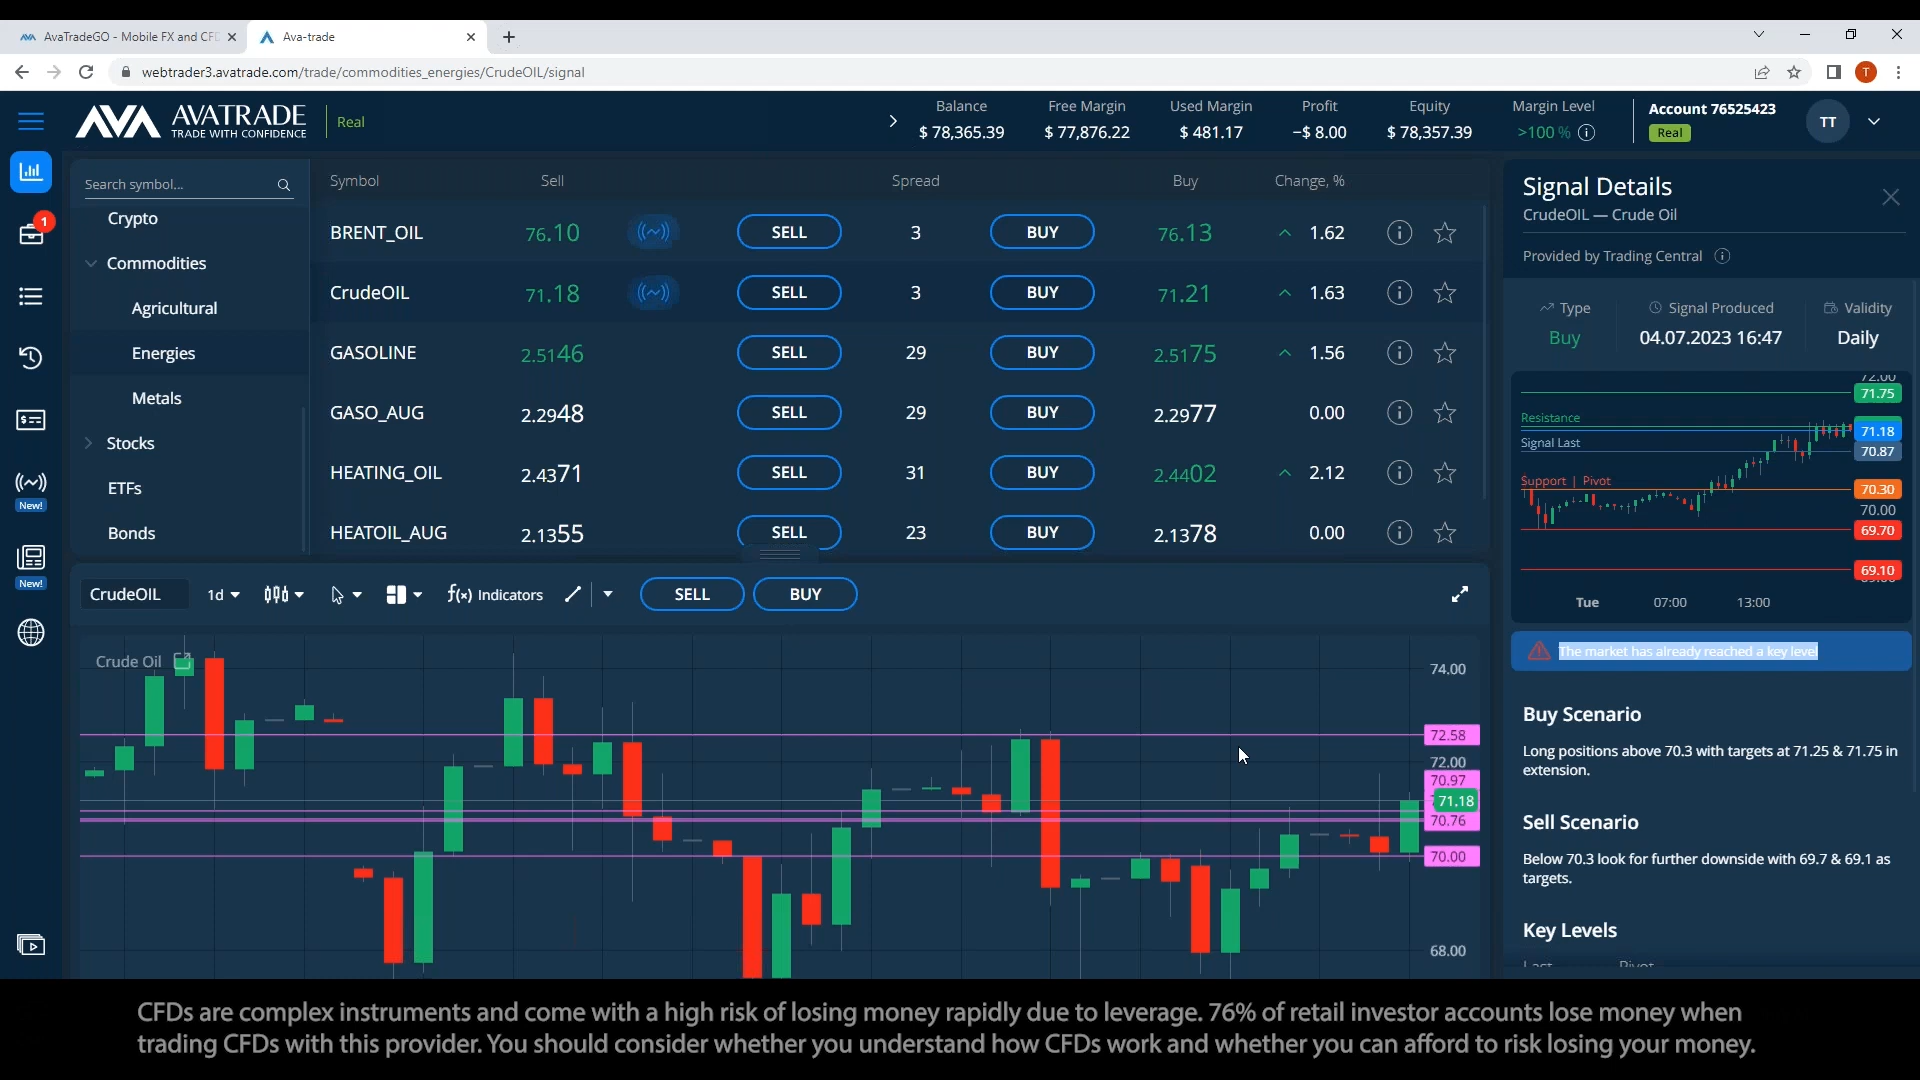 AvaTradeGO - Mobile FX and CFD
Ava-trade
webtrader3.avatrade.com/trade/commodities_energies/CrudeOIL/signal
T
AVA AVATRADE
TRADE WITH CONFIDENCE
Real
Balance
$ 78,365.39
Free Margin
$ 77,876.22
Used Margin
$ 481.17
Profit
−$ 8.00
Equity
$ 78,357.39
Margin Level
>100 %
Account 76525423
Real
TT
1
New!
New!
Search symbol...
Crypto
Commodities
Agricultural
Energies
Metals
Stocks
ETFs
Bonds
Symbol Sell Spread Buy Change, %
BRENT_OIL 76.10 SELL 3 BUY 76.13 1.62
CrudeOIL 71.18 SELL 3 BUY 71.21 1.63
GASOLINE 2.5146 SELL 29 BUY 2.5175 1.56
GASO_AUG 2.2948 SELL 29 BUY 2.2977 0.00
HEATING_OIL 2.4371 SELL 31 BUY 2.4402 2.12
HEATOIL_AUG 2.1355 SELL 23 BUY 2.1378 0.00
CrudeOIL 1d f(x) Indicators SELL BUY
Crude Oil
74.00
72.58
72.00
70.97
71.18
70.76
70.00
68.00
Signal Details
CrudeOIL — Crude Oil
Provided by Trading Central
Type
Buy
Signal Produced
04.07.2023 16:47
Validity
Daily
72.00
71.75
Resistance
71.18
Signal Last
70.87
Support | Pivot
70.30
70.00
69.70
69.10
Tue 07:00 13:00
The market has already reached a key level
Buy Scenario
Long positions above 70.3 with targets at 71.25 & 71.75 in
extension.
Sell Scenario
Below 70.3 look for further downside with 69.7 & 69.1 as
targets.
Key Levels
Last Pivot
CFDs are complex instruments and come with a high risk of losing money rapidly due to leverage. 76% of retail investor accounts lose money when
trading CFDs with this provider. You should consider whether you understand how CFDs work and whether you can afford to risk losing your money.